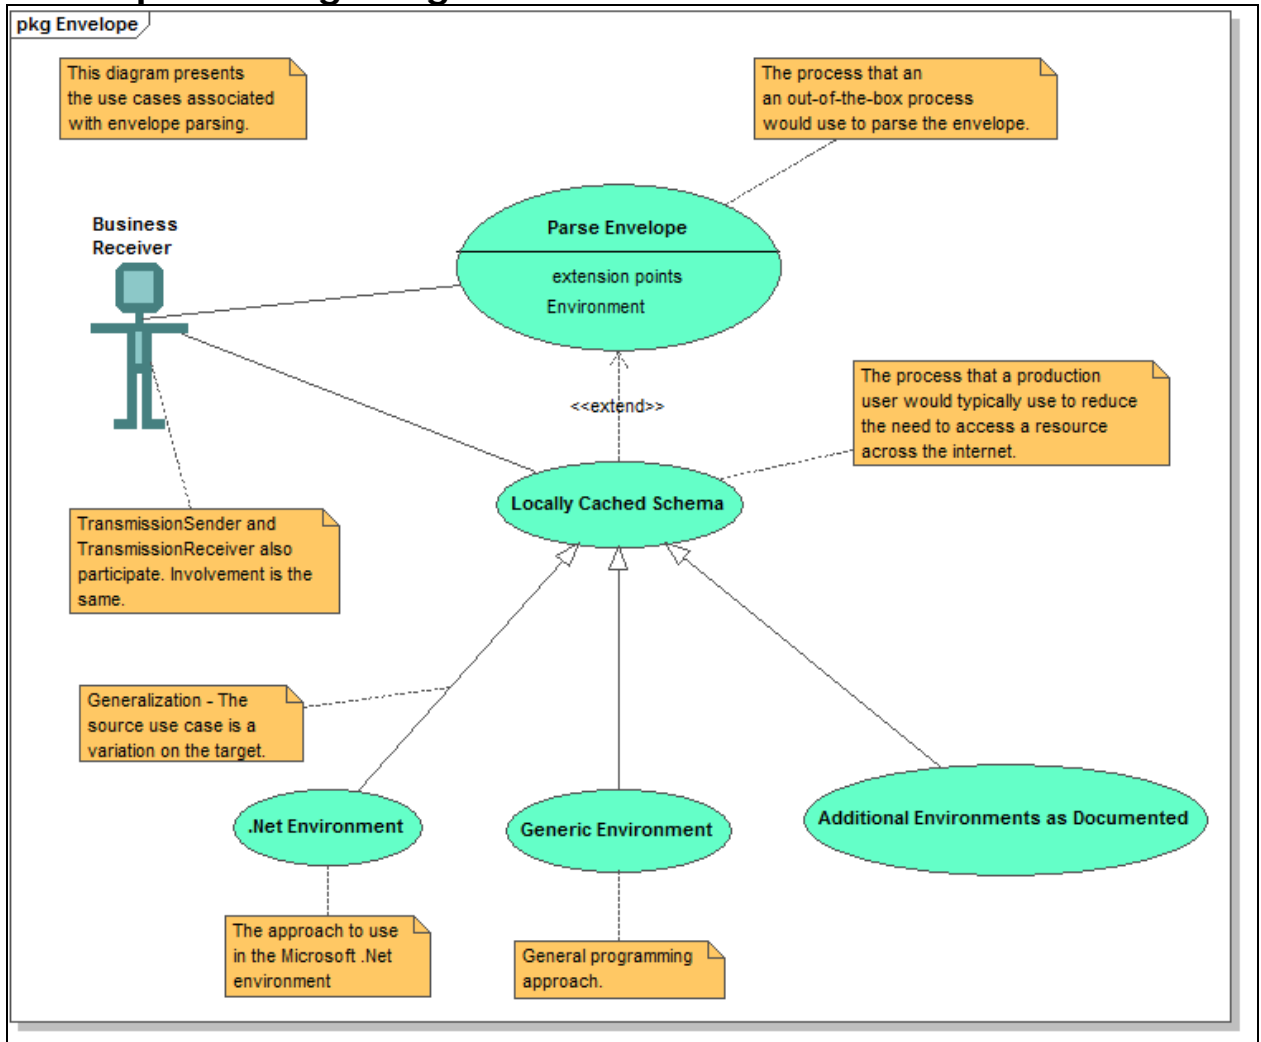 pkg Envelope
This diagram presents
the use cases associated
with envelope parsing.
The process that an
an out-of-the-box process
would use to parse the envelope.
Business
Receiver
Parse Envelope
extension points
Environment
<<extend>>
The process that a production
user would typically use to reduce
the need to access a resource
across the internet.
Locally Cached Schema
TransmissionSender and
TransmissionReceiver also
participate. Involvement is the
same.
Generalization - The
source use case is a
variation on the target.
.Net Environment
Generic Environment
Additional Environments as Documented
The approach to use
in the Microsoft .Net
environment
General programming
approach.